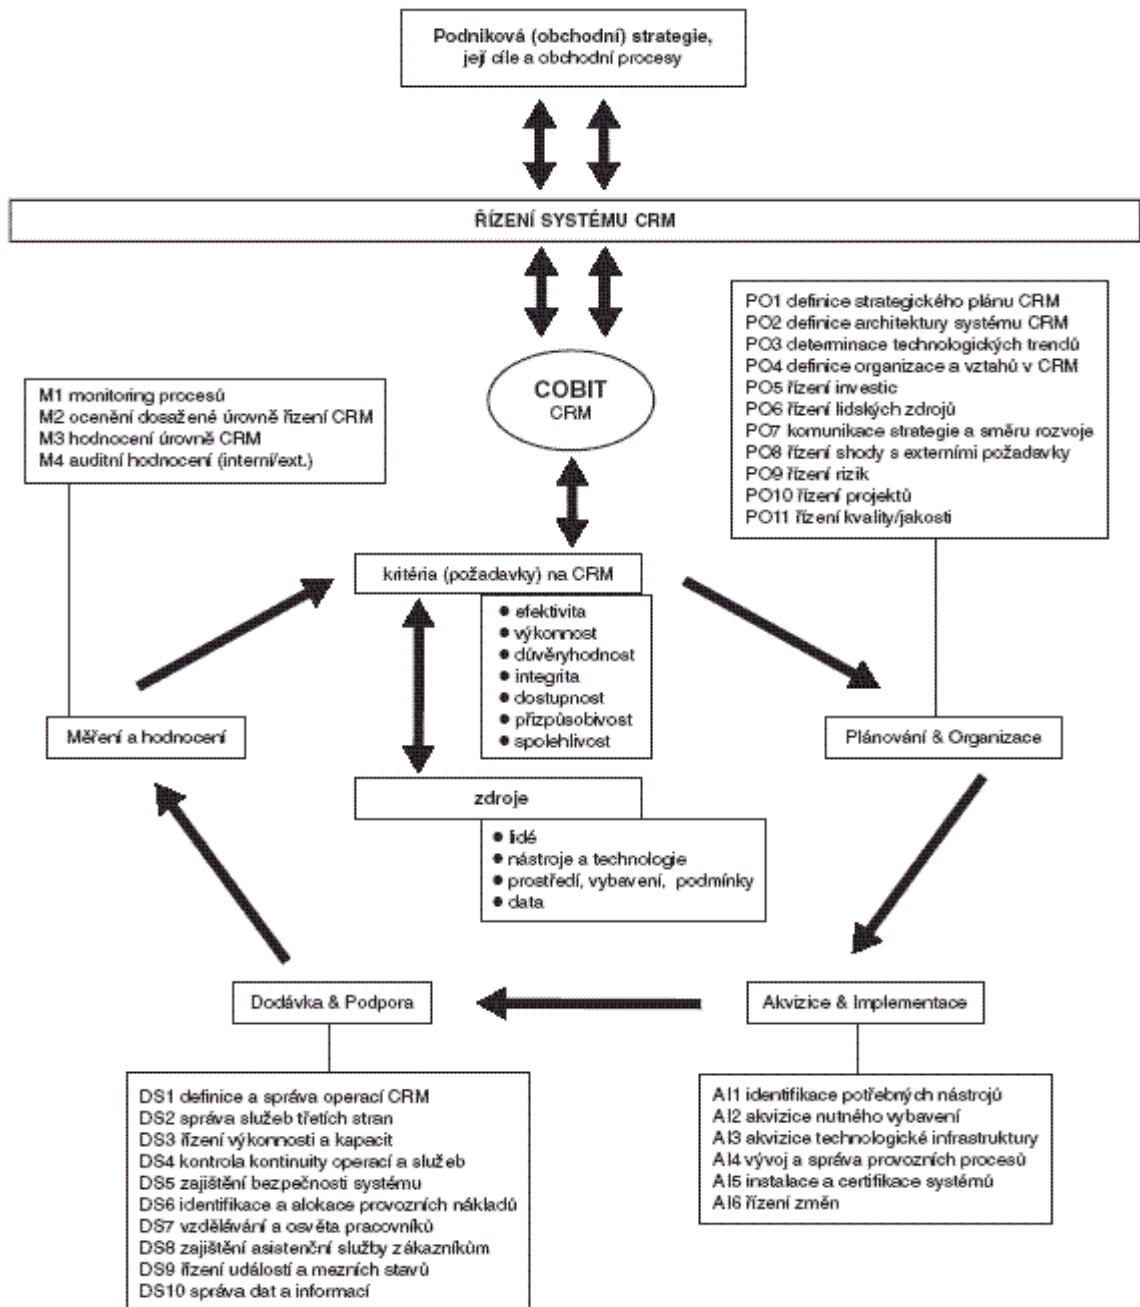 Podniková (obchodní) strategie,
její cíle a obchodní procesy
ŘÍZENÍ SYSTÉMU CRM
COBIT
CRM
PO1 definice strategického plánu CRM
PO2 definice architektury systému CRM
PO3 determinace technologických trendů
PO4 definice organizace a vztahů v CRM
PO5 řízení investic
PO6 řízení lidských zdrojů
PO7 komunikace strategie a směru rozvoje
PO8 řízení shody s externími požadavky
PO9 řízení rizik
PO10 řízení projektů
PO11 řízení kvality/jakosti
M1 monitoring procesů
M2 ocenění dosažené úrovně řízení CRM
M3 hodnocení úrovně CRM
M4 auditní hodnocení (interní/ext.)
kritéria (požadavky) na CRM
● efektivita
● výkonnost
● důvěryhodnost
● integrita
● dostupnost
● přizpůsobivost
● spolehlivost
Měření a hodnocení
Plánování & Organizace
zdroje
● lidé
● nástroje a technologie
● prostředí, vybavení, podmínky
● data
Dodávka & Podpora
Akvizice & Implementace
DS1 definice a správa operací CRM
DS2 správa služeb třetích stran
DS3 řízení výkonnosti a kapacit
DS4 kontrola kontinuity operací a služeb
DS5 zajištění bezpečnosti systému
DS6 identifikace a alokace provozních nákladů
DS7 vzdělávání a osvěta pracovníků
DS8 zajištění asistenční služby zákazníkům
DS9 řízení událostí a mezních stavů
DS10 správa dat a informací
AI1 identifikace potřebných nástrojů
AI2 akvizice nutného vybavení
AI3 akvizice technologické infrastruktury
AI4 vývoj a správa provozních procesů
AI5 instalace a certifikace systémů
AI6 řízení změn